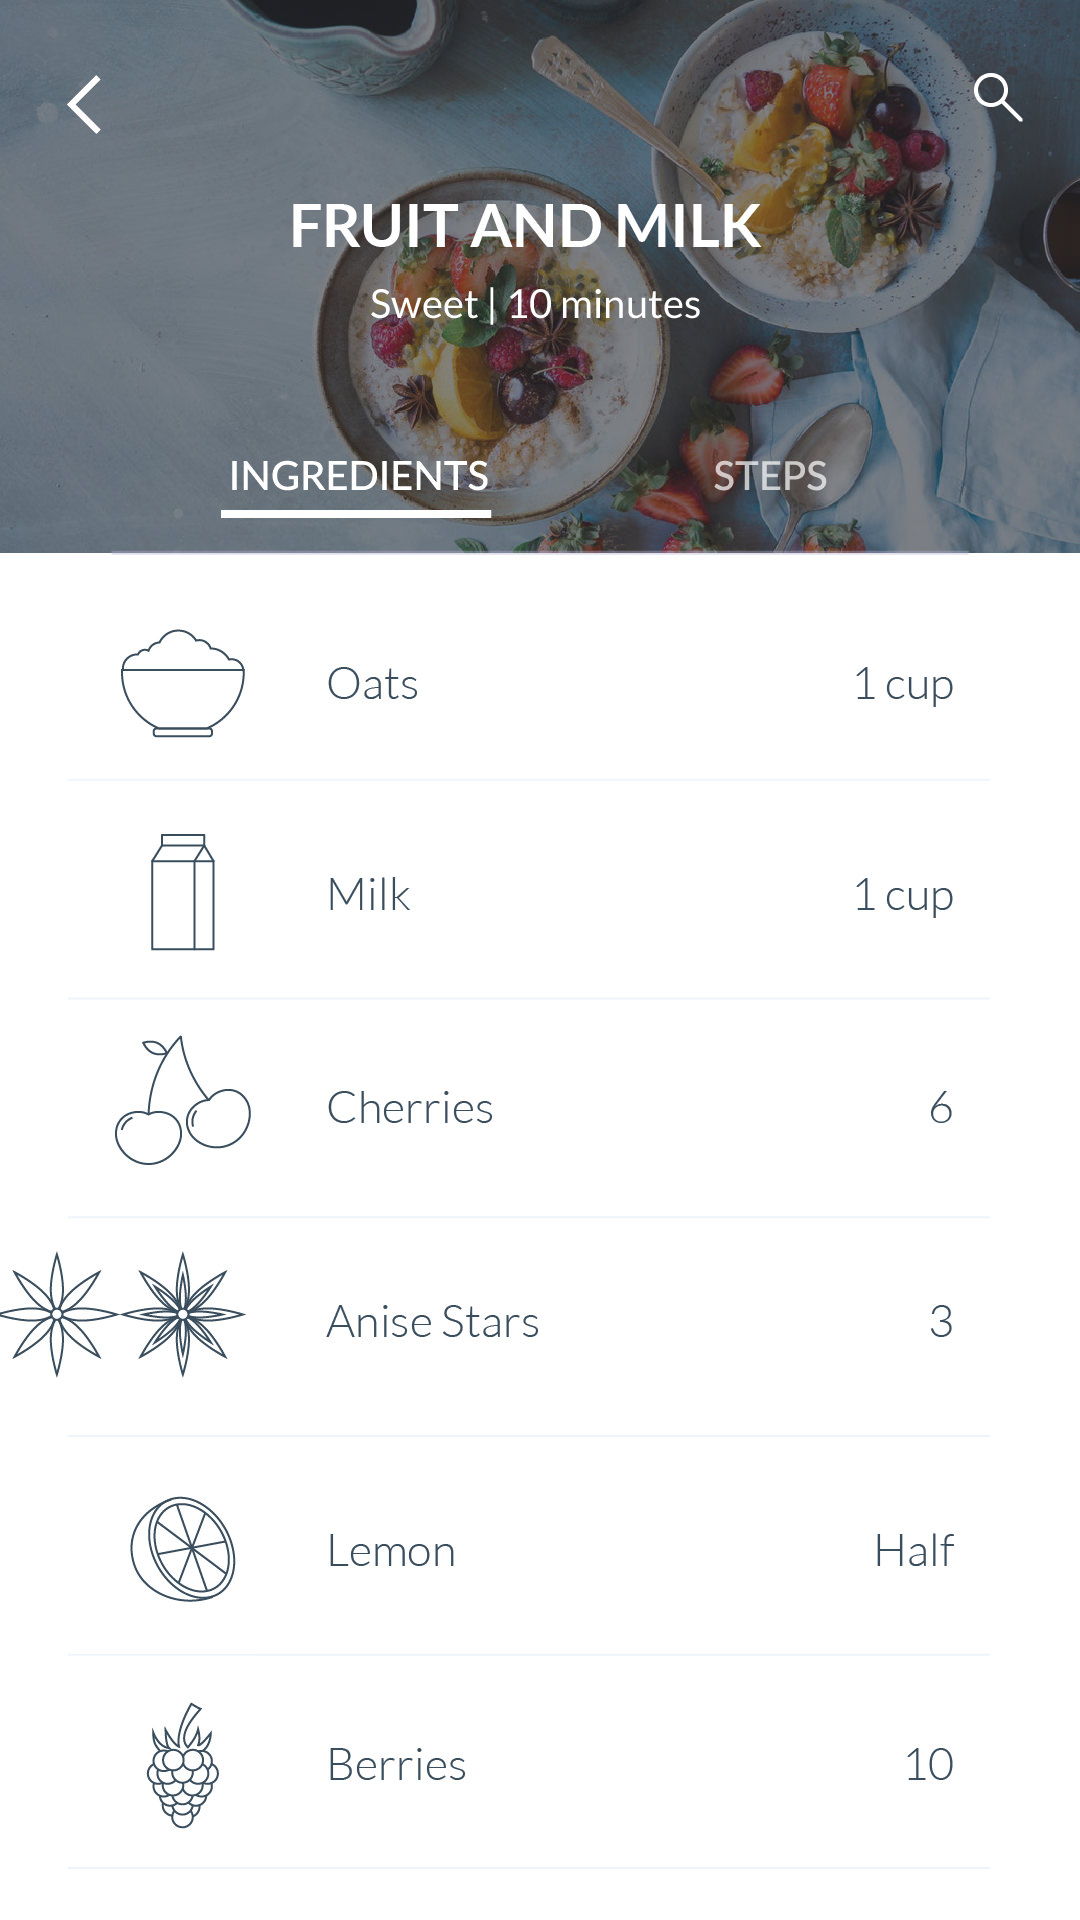 FRUIT AND MILK
Sweet | 10 minutes
INGREDIENTS STEPS
Oats 1 cup
Milk 1 cup
Cherries 6
Anise Stars 3
Lemon Half
Berries 10